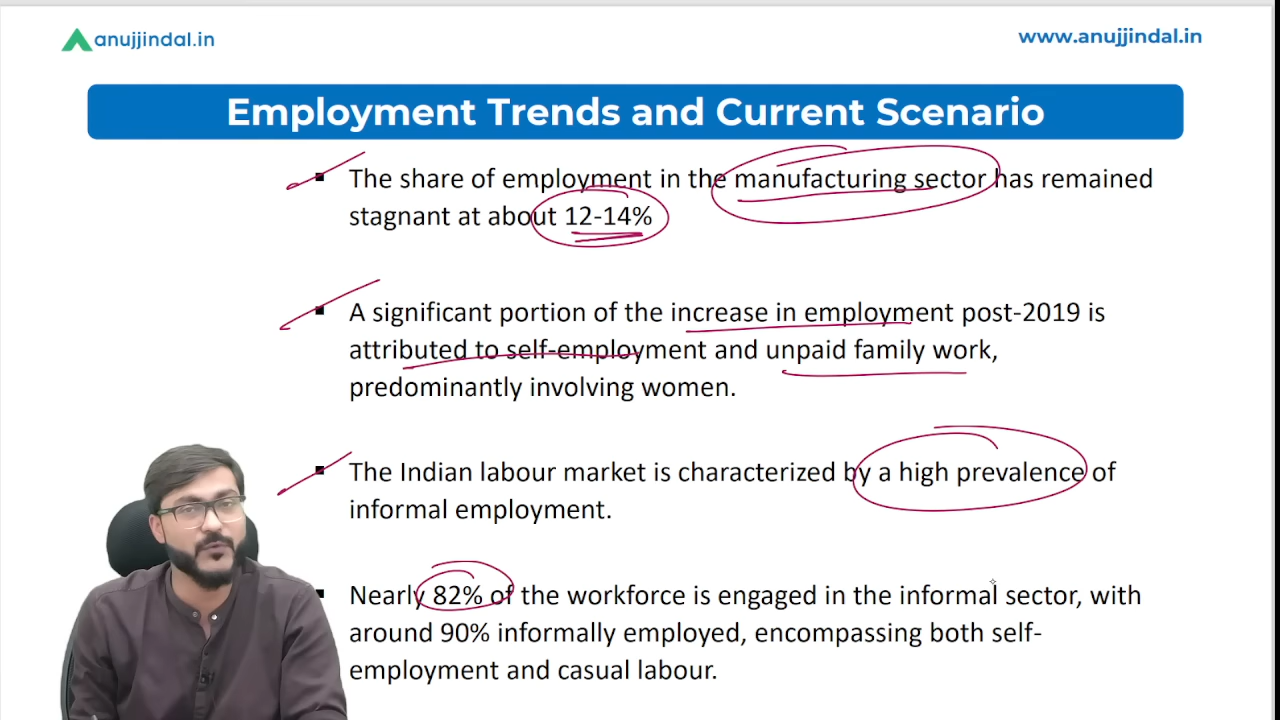 anujjindal.in
www.anujjindal.in
Employment Trends and Current Scenario
▪ The share of employment in the manufacturing sector has remained
stagnant at about 12-14%
▪ A significant portion of the increase in employment post-2019 is
attributed to self-employment and unpaid family work,
predominantly involving women.
▪ The Indian labour market is characterized by a high prevalence of
informal employment.
▪ Nearly 82% of the workforce is engaged in the informal sector, with
around 90% informally employed, encompassing both self-
employment and casual labour.